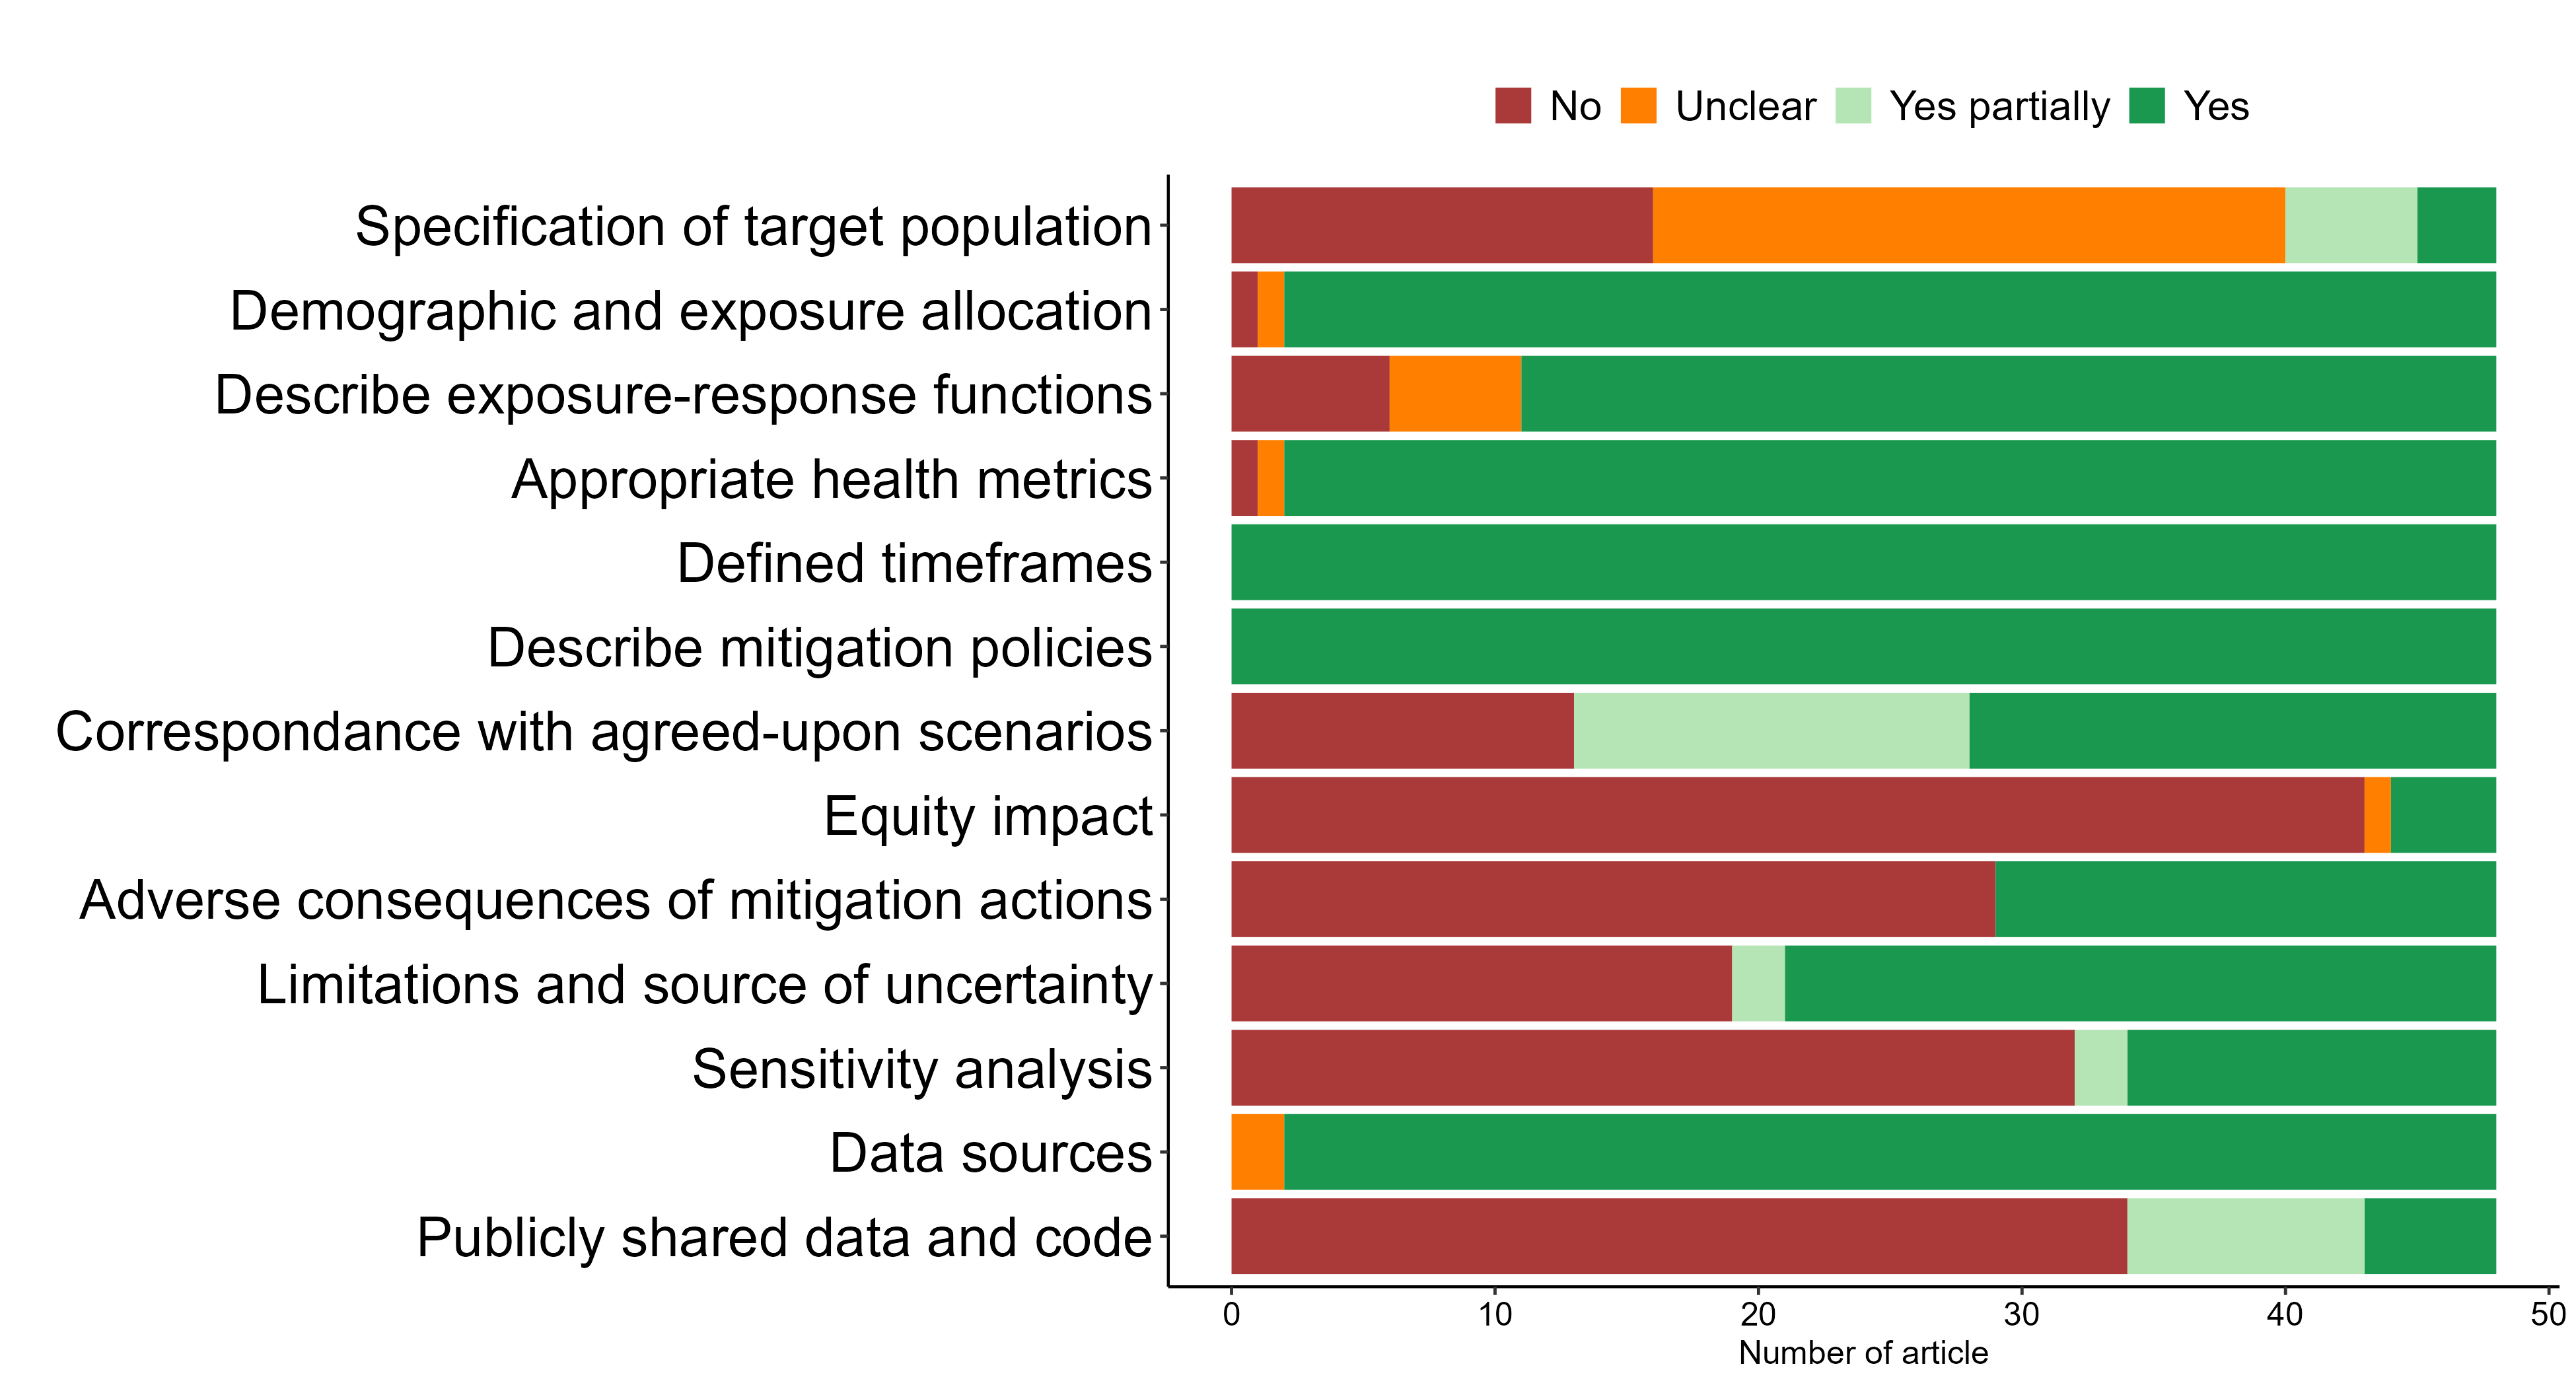 No Unclear Yes partially Yes
Specification of target population
Demographic and exposure allocation
Describe exposure-response functions
Appropriate health metrics
Defined timeframes
Describe mitigation policies
Correspondance with agreed-upon scenarios
Equity impact
Adverse consequences of mitigation actions
Limitations and source of uncertainty
Sensitivity analysis
Data sources
Publicly shared data and code
0 10 20 30 40 50
Number of article